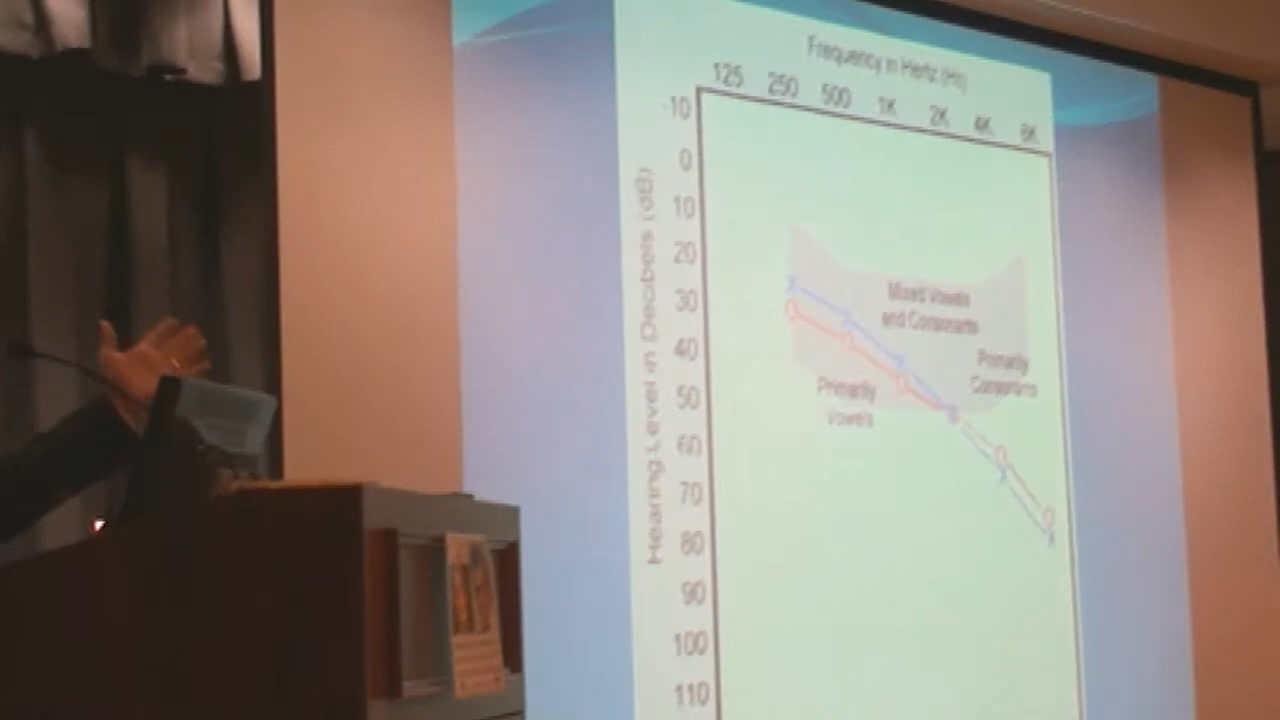 Frequency in Hertz (Hz)
125 250 500 1K 2K 4K 8K
-10
0
10
20
30
40
50
60
70
80
90
100
110
Hearing Level in Decibels (dB)
Mixed Vowels
and Consonants
Primarily
Consonants
Primarily
Vowels